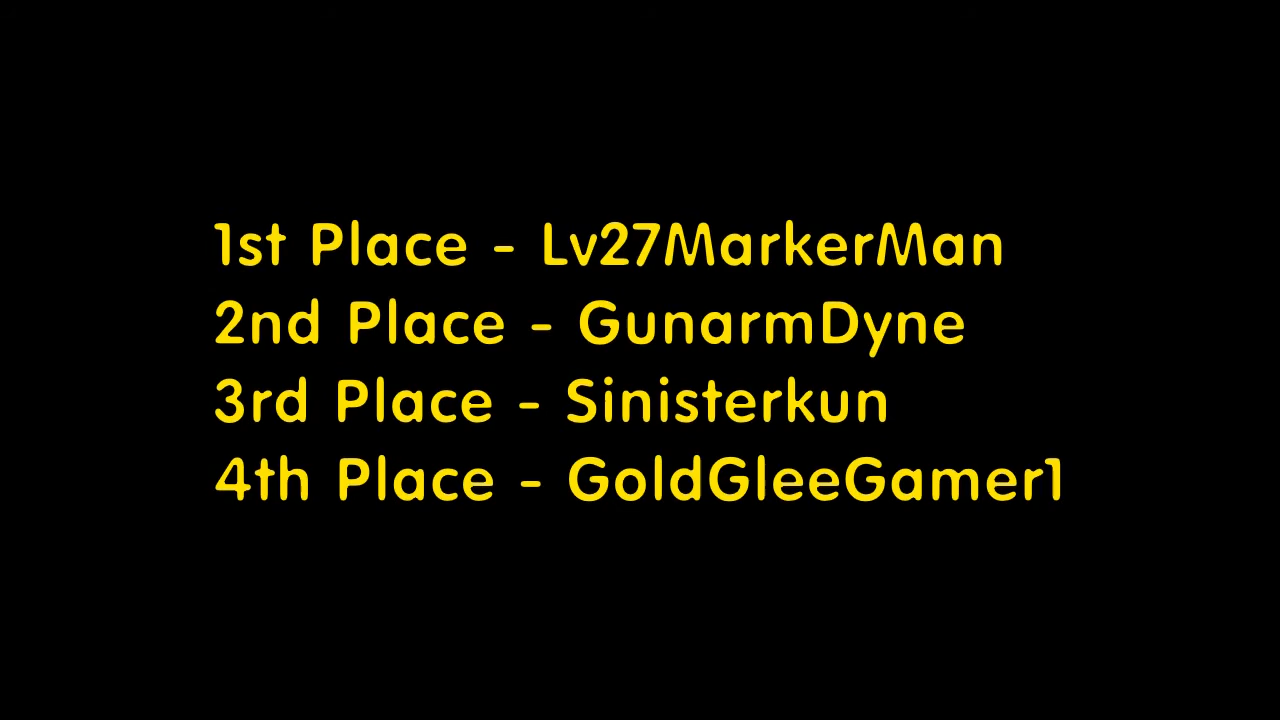 1st Place - Lv27MarkerMan
2nd Place - GunarmDyne
3rd Place - Sinisterkun
4th Place - GoldGleeGamer1